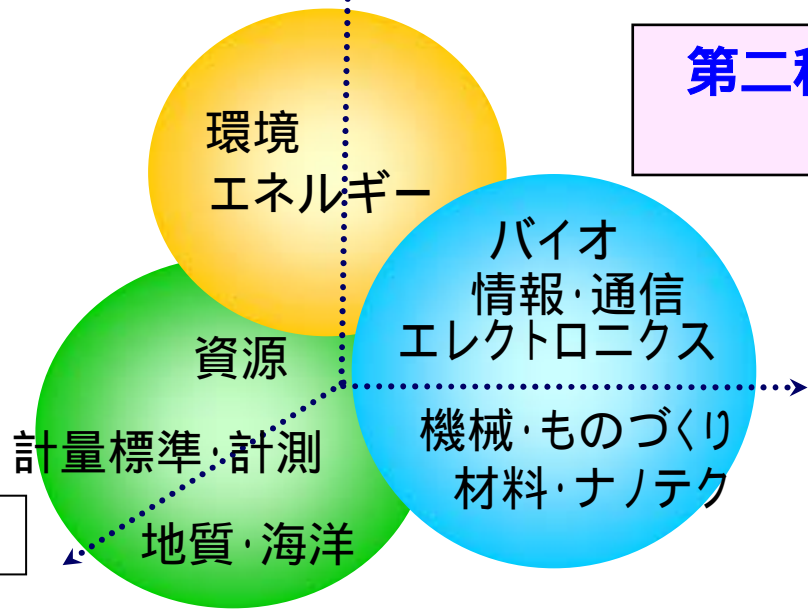 第二種
環境
エネルギー
バイオ
情報・通信
エレクトロニクス
資源
機械・ものづくり
材料・ナノテク
計量標準・計測
地質・海洋